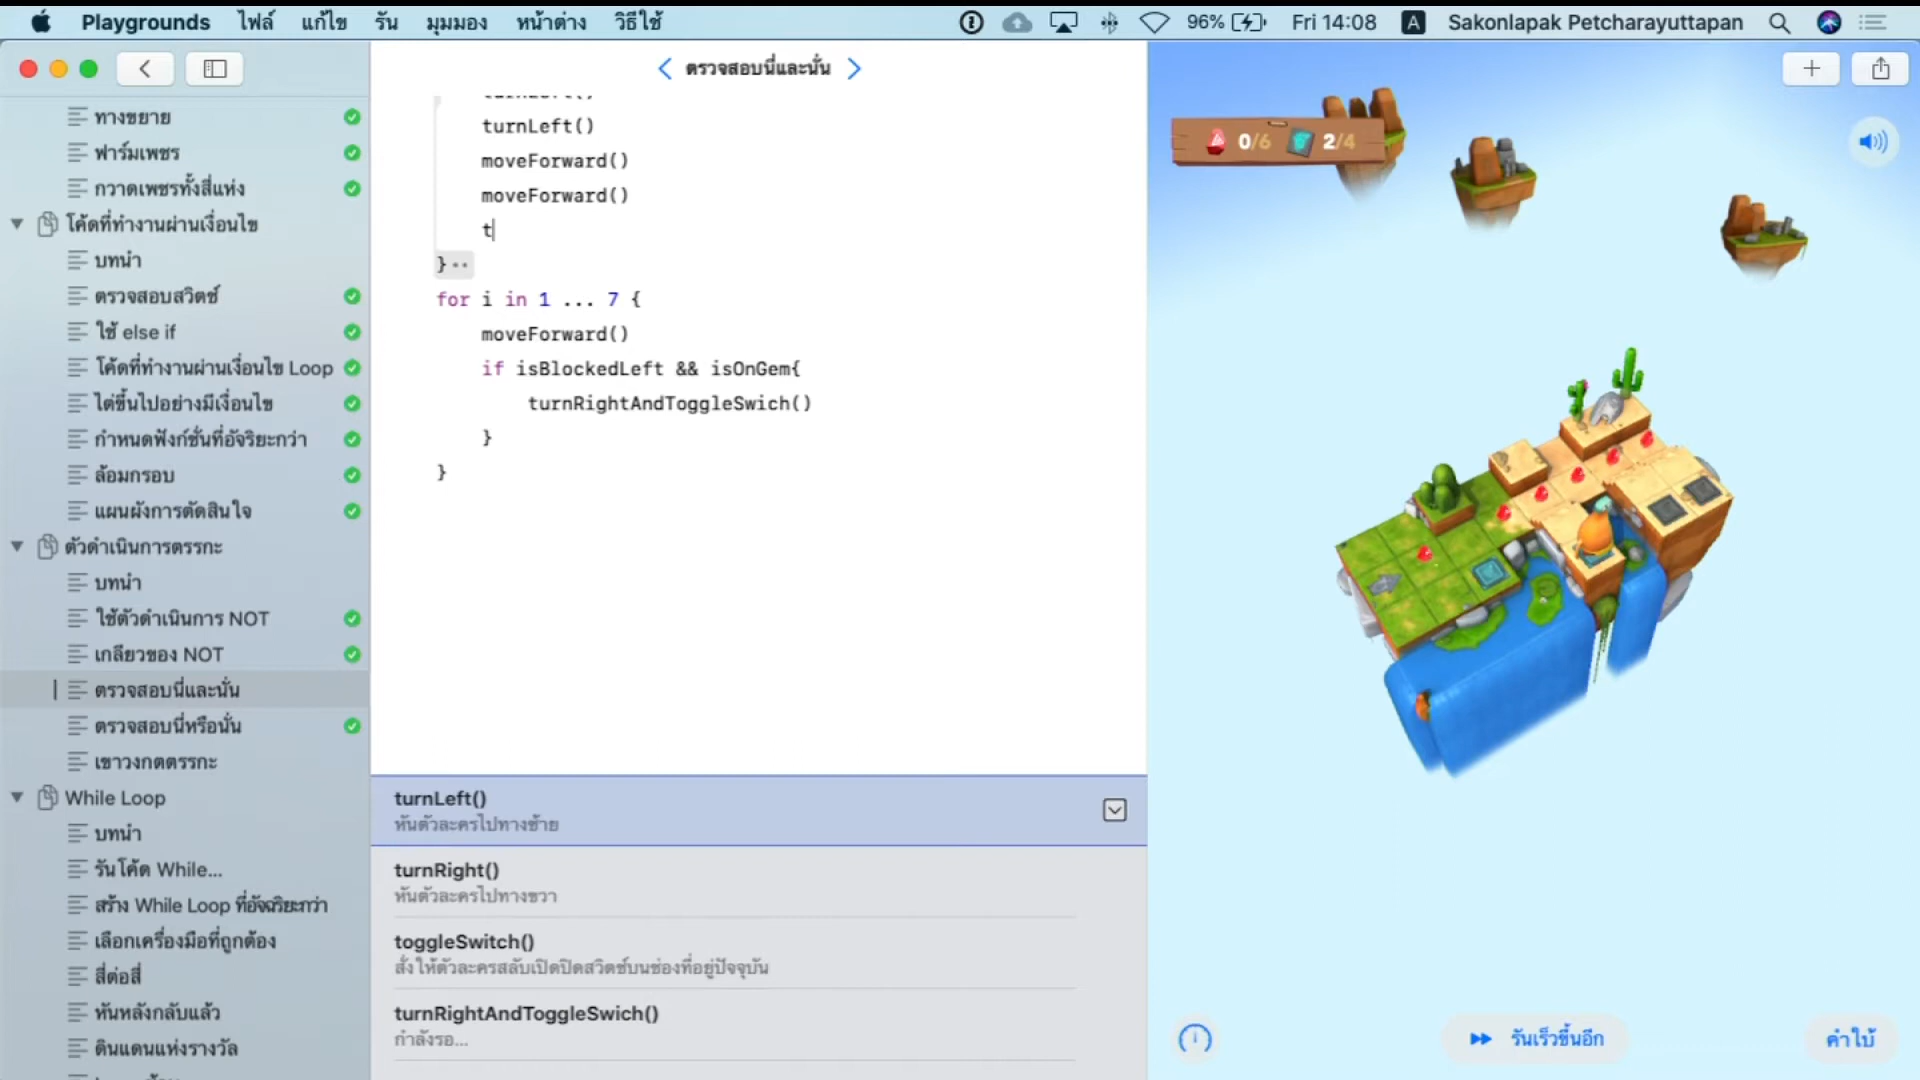 Playgrounds ไฟล์ แก้ไข รัน มุมมอง หน้าต่าง วิธีใช้ 96% Fri 14:08 A Sakonlapak Petcharayuttapan
ทางขยาย
ฟาร์มเพชร
กวาดเพชรทั้งสี่แห่ง
โค้ดที่ทำงานผ่านเงื่อนไข
บทนำ
ตรวจสอบสวิตช์
ใช้ else if
โค้ดที่ทำงานผ่านเงื่อนไข Loop
ไต่ขึ้นไปอย่างมีเงื่อนไข
กำหนดฟังก์ชั่นที่อัจริยะกว่า
ล้อมกรอบ
แผนผังการตัดสินใจ
ตัวดำเนินการตรรกะ
บทนำ
ใช้ตัวดำเนินการ NOT
เกลียวของ NOT
ตรวจสอบนี่และนั่น
ตรวจสอบนี่หรือนั่น
เขาวงกตตรรกะ
While Loop
บทนำ
รันโค้ด While...
สร้าง While Loop ที่อัจฉริยะกว่า
เลือกเครื่องมือที่ถูกต้อง
สี่ต่อสี่
หันหลังกลับแล้ว
ดินแดนแห่งรางวัล
ตรวจสอบนี่และนั่น
turnLeft()
turnLeft()
moveForward()
moveForward()
t
}
for i in 1 ... 7 {
moveForward()
if isBlockedLeft && isOnGem{
turnRightAndToggleSwich()
}
}
turnLeft()
หันตัวละครไปทางซ้าย
turnRight()
หันตัวละครไปทางขวา
toggleSwitch()
สั่งให้ตัวละครสลับเปิดปิดสวิตช์บนช่องที่อยู่ปัจจุบัน
turnRightAndToggleSwich()
กำลังรอ...
0/6 2/4
รันเร็วขึ้นอีก
คำใบ้